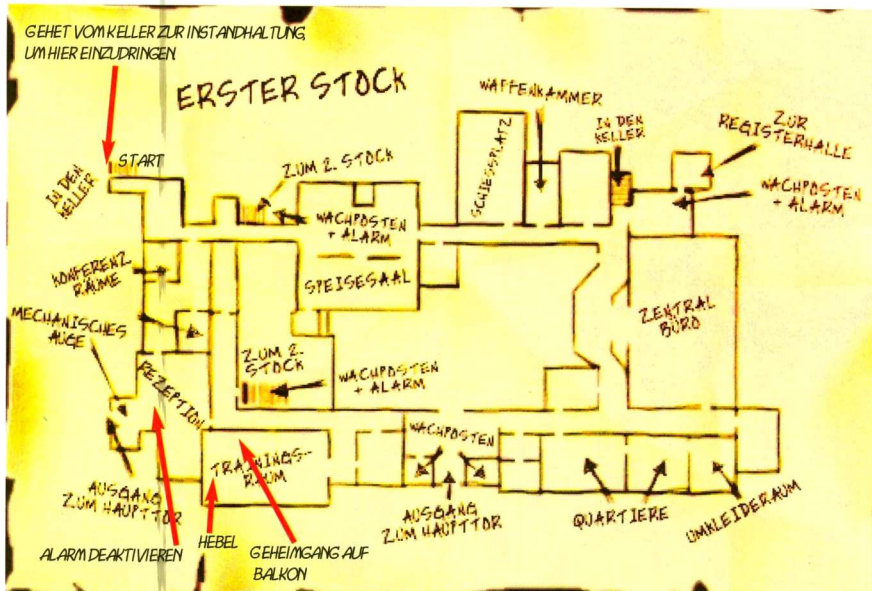 GEHET VOM KELLER ZUR INSTANDHALTUNG,
UM HIER EINZUDRINGEN.
ERSTER STOCK
START
IN DEN
KELLER
ZUM 2. STOCK
WACHPOSTEN
+ ALARM
SPEISESAAL
SCHIESSPLATZ
WAFFENKAMMER
IN DEN
KELLER
ZUR
REGISTERHALLE
WACHPOSTEN
+ ALARM
KONFERENZ
RÄUME
MECHANISCHES
AUGE
REZEPTION
ZUM 2.
STOCK
WACHPOSTEN
+ ALARM
ZENTRAL
BÜRO
AUSGANG
ZUM HAUPTTOR
TRAININGS-
RAUM
WACHPOSTEN
AUSGANG
ZUM HAUPTTOR
QUARTIERE
UMKLEIDERAUM
ALARM DEAKTIVIEREN
HEBEL
GEHEIMGANG AUF
BALKON